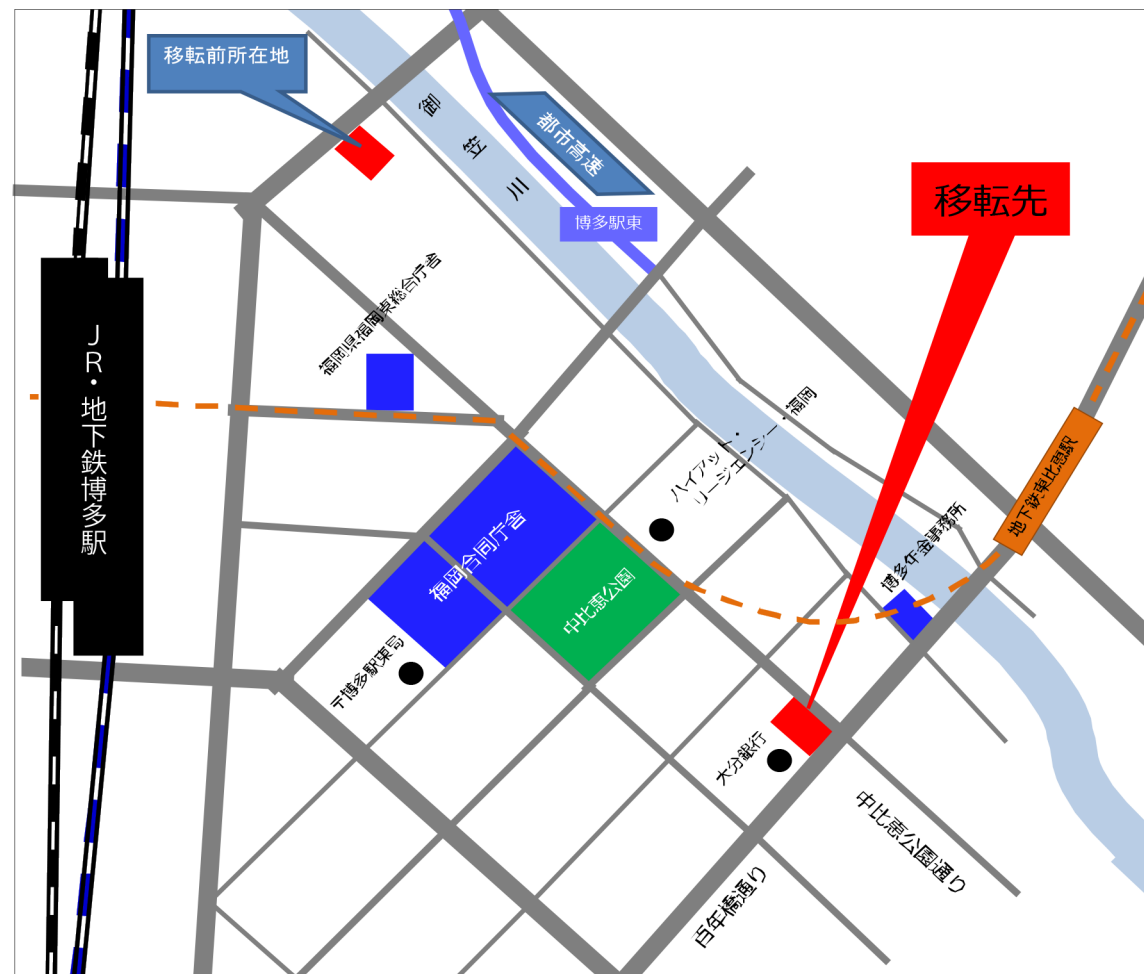 移転前所在地
御笠川
都市高速
博多駅東
移転先
福岡県福岡東総合庁舎
JR・地下鉄博多駅
ハイアット・
リージェンシー・福岡
地下鉄東比恵駅
福岡合同庁舎
博多年金事務所
中比恵公園
〒博多駅東局
大分銀行
中比恵公園通り
百年橋通り